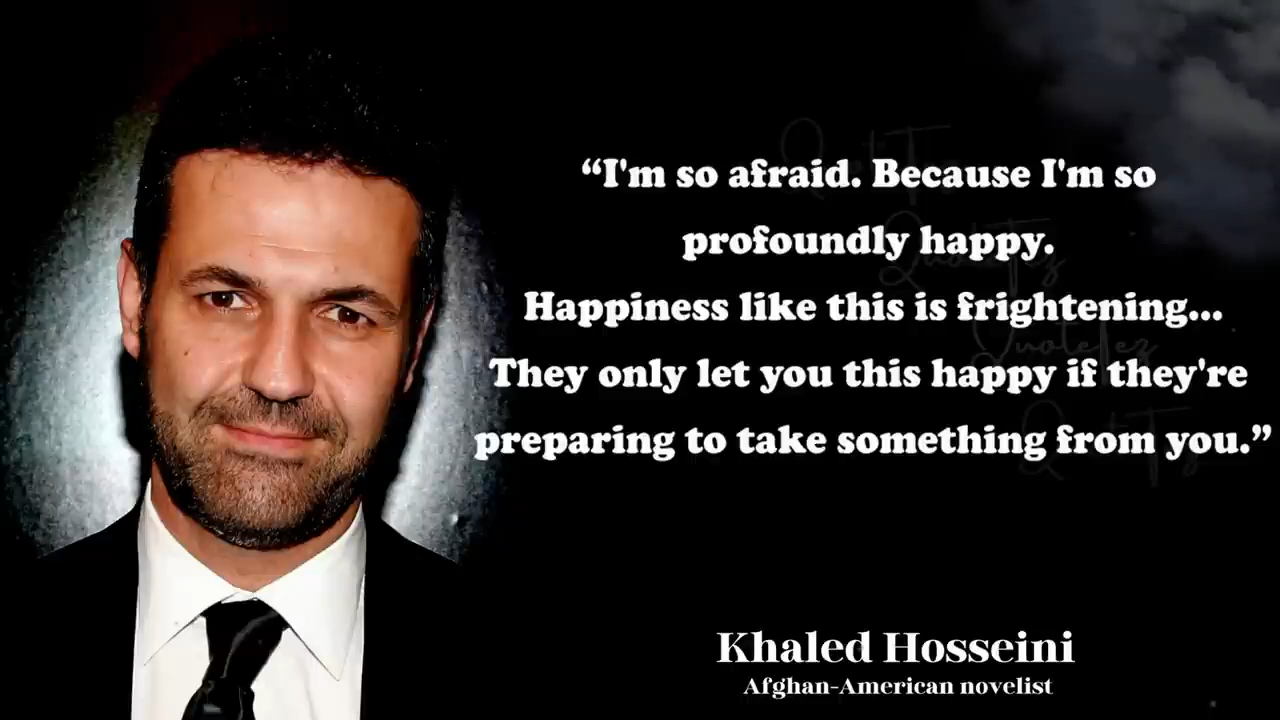 “I'm so afraid. Because I'm so
profoundly happy.
Happiness like this is frightening...
They only let you this happy if they're
preparing to take something from you.”
Khaled Hosseini
Afghan-American novelist